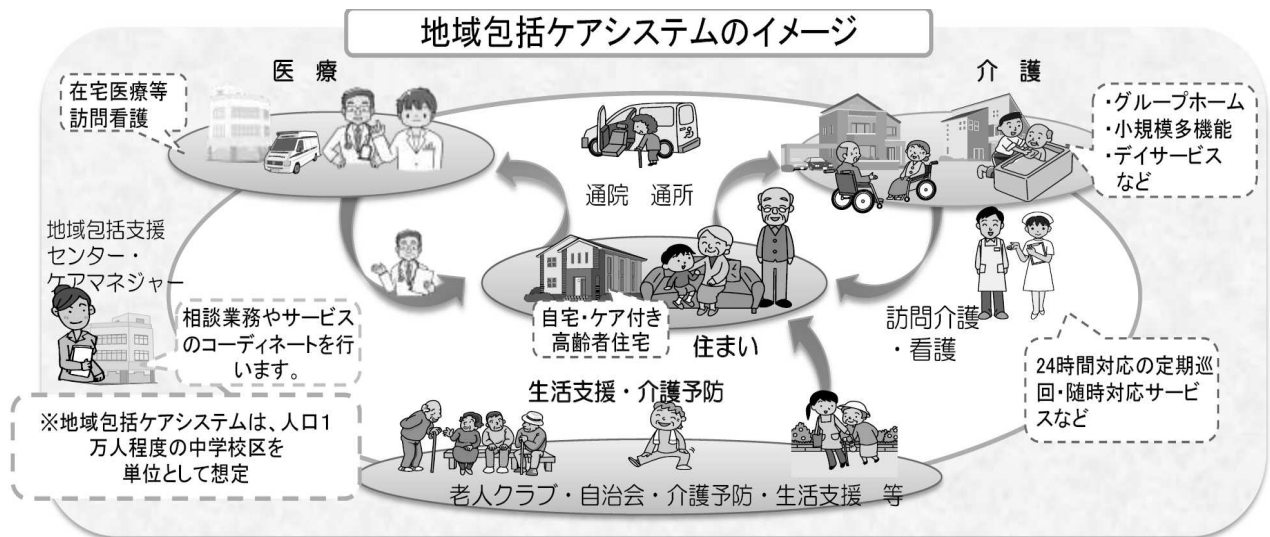 地域包括ケアシステムのイメージ
医 療
介 護
在宅医療等
訪問看護
・グループホーム
・小規模多機能
・デイサービス
など
通院 通所
地域包括支援
センター・
ケアマネジャー
相談業務やサービス
のコーディネートを行
います。
自宅・ケア付き
高齢者住宅
住まい
訪問介護
・看護
24時間対応の定期巡
回・随時対応サービ
スなど
生活支援・介護予防
※地域包括ケアシステムは、人口1
万人程度の中学校区を
単位として想定
老人クラブ・自治会・介護予防・生活支援 等